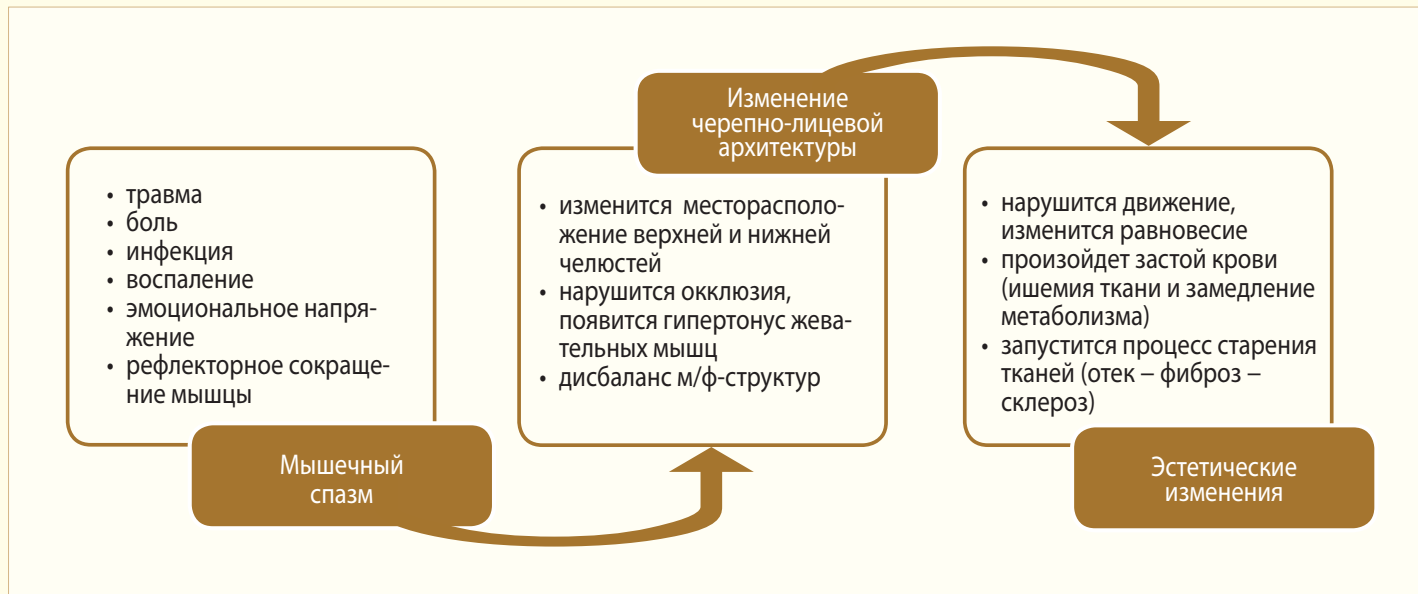 • травма
• боль
• инфекция
• воспаление
• эмоциональное напря-
жение
• рефлекторное сокраще-
ние мышцы
Мышечный
спазм
Изменение
черепно-лицевой
архитектуры
• изменится месторасполо-
жение верхней и нижней
челюстей
• нарушится окклюзия,
появится гипертонус жева-
тельных мышц
• дисбаланс м/ф-структур
• нарушится движение,
изменится равновесие
• произойдет застой крови
(ишемия ткани и замедление
метаболизма)
• запустится процесс старения
тканей (отек – фиброз –
склероз)
Эстетические
изменения